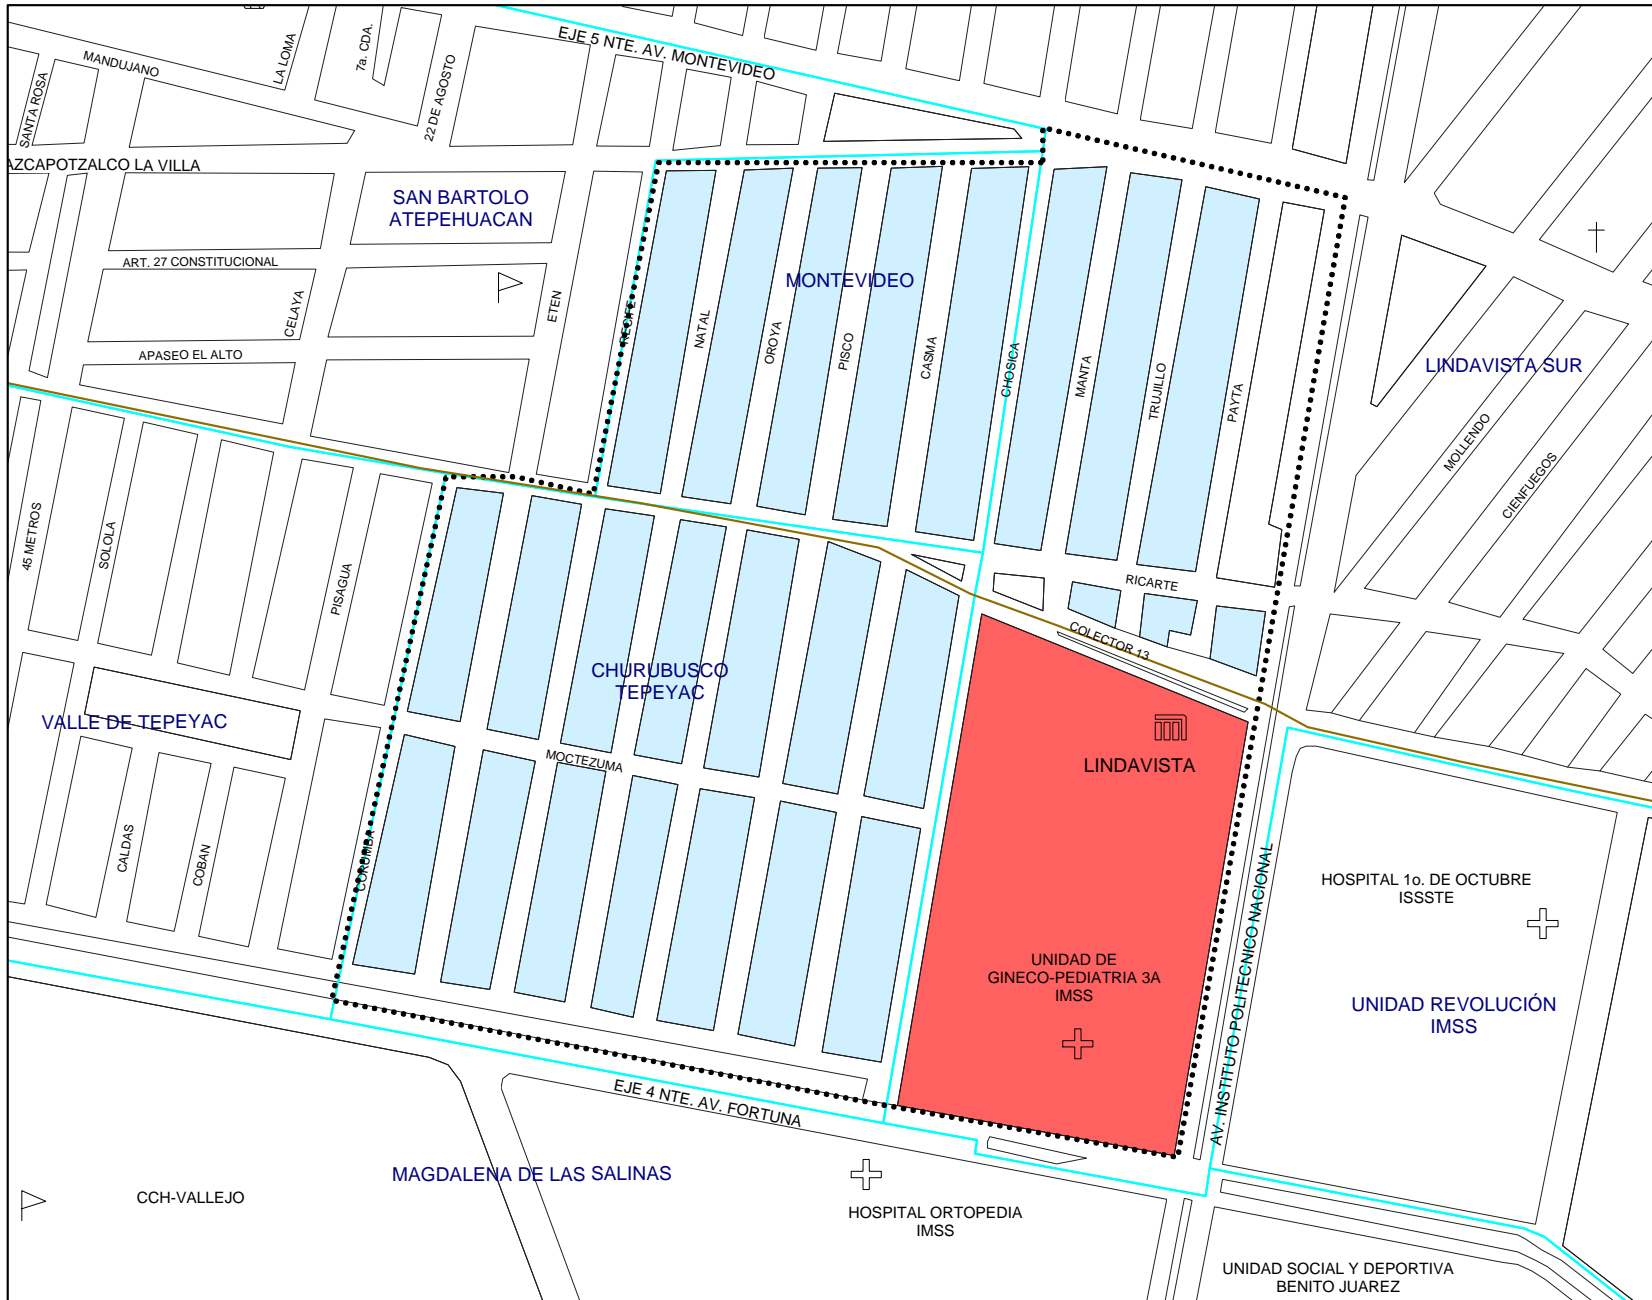 EJE 5 NTE. AV. MONTEVIDEO
LA LOMA
7a. CDA.
MANDUJANO
22 DE AGOSTO
SANTA ROSA
AZCAPOTZALCO LA VILLA
SAN BARTOLO
ATEPEHUACAN
ART. 27 CONSTITUCIONAL
MONTEVIDEO
CELAYA
ETEN
RECIFE
NATAL
OROYA
PISCO
CASMA
CHOSICA
MANTA
TRUJILLO
PAYTA
APASEO EL ALTO
LINDAVISTA SUR
MOLLENDO
CIENFUEGOS
45 METROS
SOLOLA
PISAGUA
RICARTE
COLECTOR 13
CHURUBUSCO
TEPEYAC
VALLE DE TEPEYAC
MOCTEZUMA
LINDAVISTA
CALDAS
COBAN
CORUMBA
HOSPITAL 1o. DE OCTUBRE
ISSSTE
UNIDAD DE
GINECO-PEDIATRIA 3A
IMSS
AV. INSTITUTO POLITECNICO NACIONAL
UNIDAD REVOLUCIÓN
IMSS
EJE 4 NTE. AV. FORTUNA
MAGDALENA DE LAS SALINAS
CCH-VALLEJO
HOSPITAL ORTOPEDIA
IMSS
UNIDAD SOCIAL Y DEPORTIVA
BENITO JUAREZ